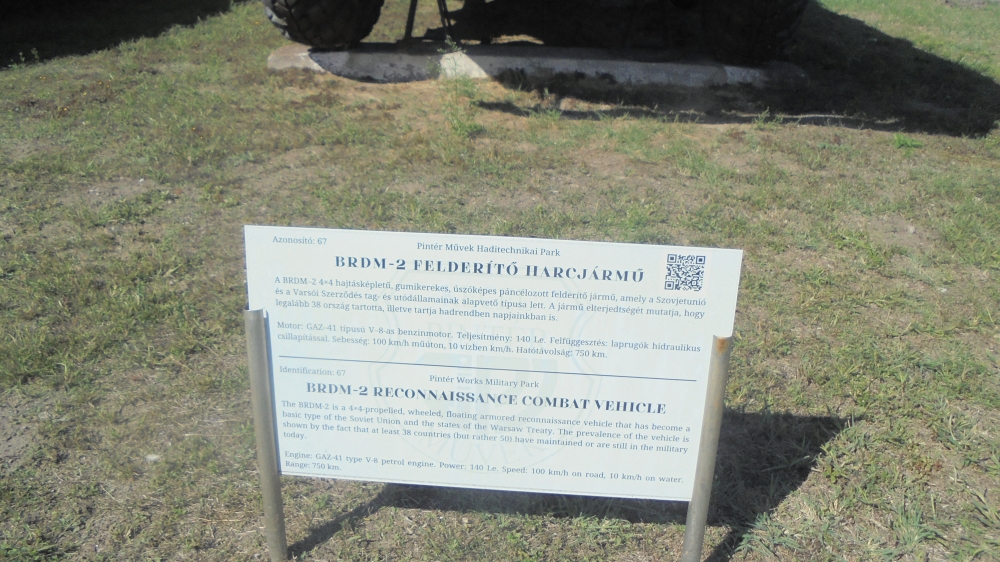 Azonosító: 67
Pintér Művek Haditechnikai Park
BRDM-2 FELDERÍTŐ HARCJÁRMŰ
A BRDM-2 4×4 hajtásképletű, gumikerekes, úszóképes páncélozott felderítő jármű, amely a Szovjetunió
és a Varsói Szerződés tag- és utódállamainak alapvető típusa lett. A jármű elterjedtségét mutatja, hogy
legalább 38 ország tartotta, illetve tartja hadrendben napjainkban is.
Motor: GAZ-41 típusú V-8-as benzinmotor. Teljesítmény: 140 Le. Felfüggesztés: laprugók hidraulikus
csillapítással. Sebesség: 100 km/h műúton, 10 vízben km/h. Hatótávolság: 750 km.
Identification: 67
Pintér Works Military Park
BRDM-2 RECONNAISSANCE COMBAT VEHICLE
The BRDM-2 is a 4×4-propelled, wheeled, floating armored reconnaissance vehicle that has become a
basic type of the Soviet Union and the states of the Warsaw Treaty. The prevalence of the vehicle is
shown by the fact that at least 38 countries (but rather 50) have maintained or are still in the military
today.
Engine: GAZ-41 type V-8 petrol engine. Power: 140 Le. Speed: 100 km/h on road, 10 km/h on water.
Range: 750 km.